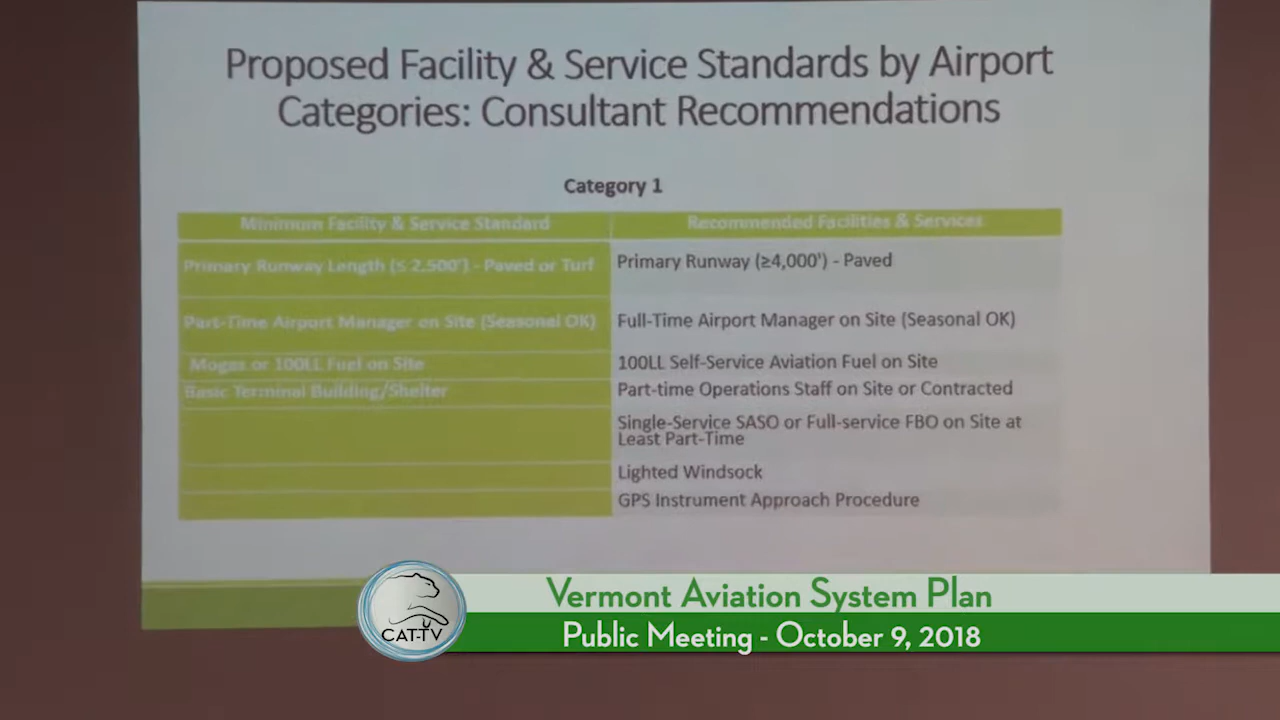 Proposed Facility & Service Standards by Airport
Categories: Consultant Recommendations
Category 1
Minimum Facility & Service Standard
Recommended Facilities & Services
Primary Runway Length (≤ 2,500') - Paved or Turf
Primary Runway (≥4,000') - Paved
Part-Time Airport Manager on Site (Seasonal OK)
Full-Time Airport Manager on Site (Seasonal OK)
Mogas or 100LL Fuel on Site
100LL Self-Service Aviation Fuel on Site
Basic Terminal Building/Shelter
Part-time Operations Staff on Site or Contracted
Single-Service SASO or Full-service FBO on Site at
Least Part-Time
Lighted Windsock
GPS Instrument Approach Procedure
CAT-TV
Vermont Aviation System Plan
Public Meeting - October 9, 2018